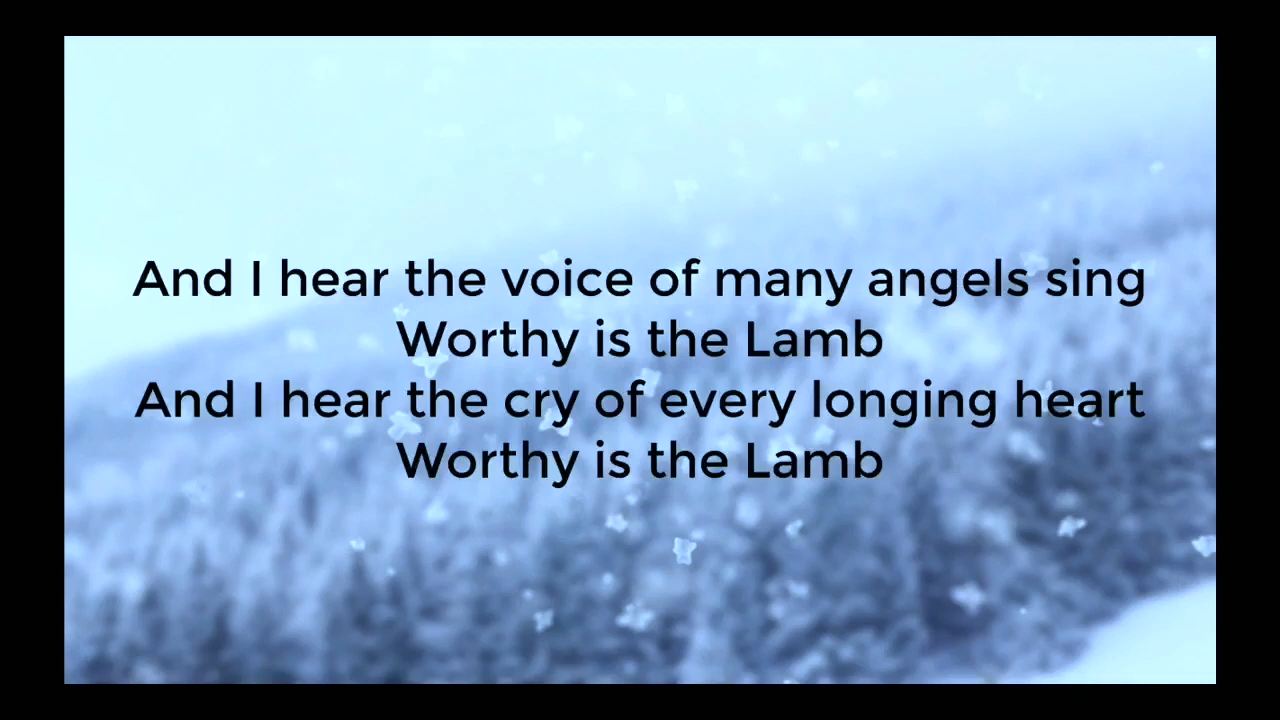 And I hear the voice of many angels sing
Worthy is the Lamb
And I hear the cry of every longing heart
Worthy is the Lamb